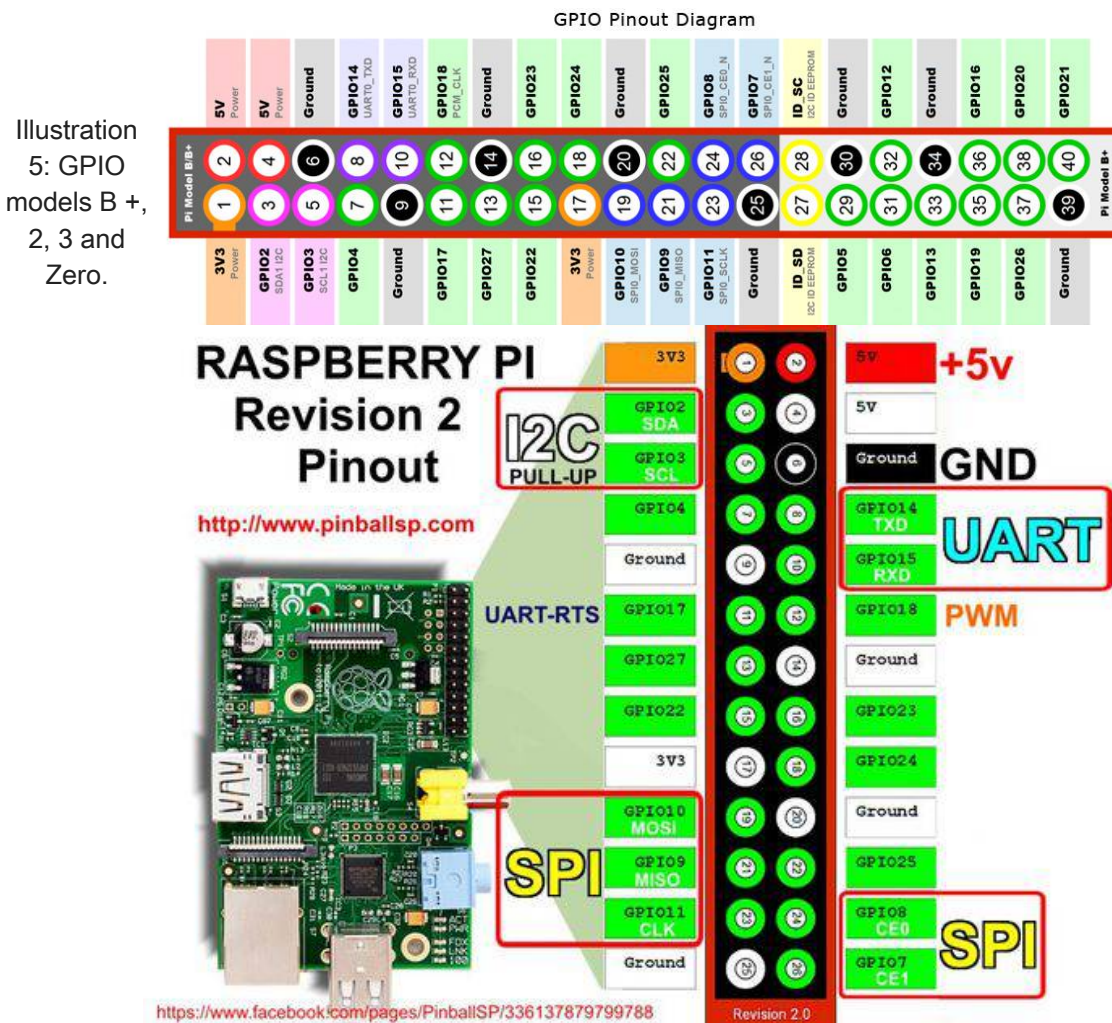 GPIO Pinout Diagram
Illustration
5: GPIO
models B +,
2, 3 and
Zero.
5V
Power
5V
Power
Ground
GPIO14
UART0_TXD
GPIO15
UART0_RXD
GPIO18
PCM_CLK
Ground
GPIO23
GPIO24
Ground
GPIO25
GPIO8
SPI0_CE0_N
GPIO7
SPI0_CE1_N
ID_SC
I2C ID EEPROM
Ground
GPIO12
Ground
GPIO16
GPIO20
GPIO21
Pi Model B/B+
2 4 6 8 10 12 14 16 18 20 22 24 26 28 30 32 34 36 38 40
1 3 5 7 9 11 13 15 17 19 21 23 25 27 29 31 33 35 37 39
Pi Model B+
3V3
Power
GPIO2
SDA1 I2C
GPIO3
SCL1 I2C
GPIO4
Ground
GPIO17
GPIO27
GPIO22
3V3
Power
GPIO10
SPI0_MOSI
GPIO9
SPI0_MISO
GPIO11
SPI0_SCLK
Ground
ID_SD
I2C ID EEPROM
GPIO5
GPIO6
GPIO13
GPIO19
GPIO26
Ground
RASPBERRY PI
Revision 2
Pinout
http://www.pinballsp.com
3V3 1 2 5V +5v
I2C
PULL-UP
GPIO2
SDA
3 4 5V
GPIO3
SCL
5 6 Ground GND
GPIO4 7 8 GPIO14
TXD
UART
Ground 9 10 GPIO15
RXD
UART-RTS GPIO17 11 12 GPIO18 PWM
GPIO27 13 14 Ground
GPIO22 15 16 GPIO23
3V3 17 18 GPIO24
SPI
GPIO10
MOSI
19 20 Ground
GPIO9
MISO
21 22 GPIO25
GPIO11
CLK
23 24 GPIO8
CE0
SPI
Ground 25 26 GPIO7
CE1
Made in the UK
FC
ACT
PWR
FDX
LNK
100
https://www.facebook.com/pages/PinballSP/336137879799788
Revision 2.0